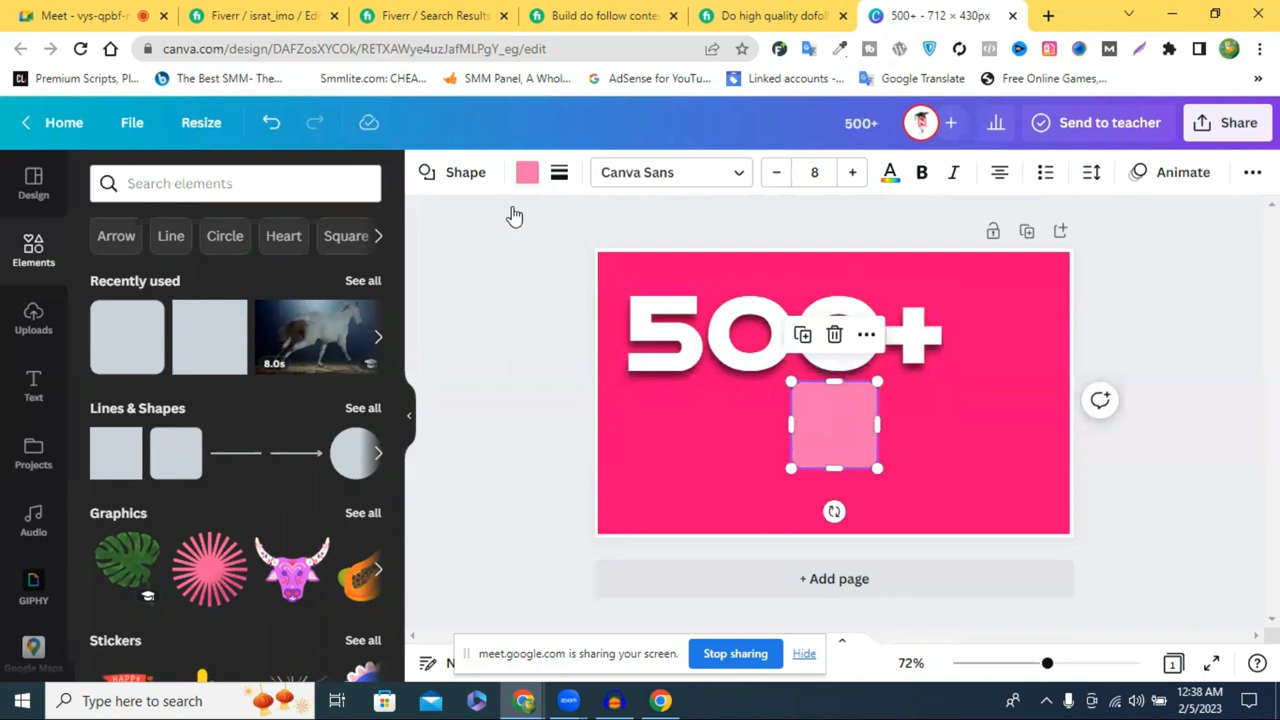 Meet - vys-qpbf-r
Fiverr / israt_imo / Edi
Fiverr / Search Results
Build do follow conte
Do high quality dofol
500+ - 712 × 430px
canva.com/design/DAFZosXYCOk/RETXAWye4uzJafMLPgY_eg/edit
Premium Scripts, Pl...
The Best SMM- The...
Smmlite.com: CHEA...
SMM Panel, A Whol...
AdSense for YouTu...
Linked accounts -...
Google Translate
Free Online Games,...
»
Home
File
Resize
500+
Send to teacher
Share
Design
Elements
Uploads
Text
Projects
Audio
GIPHY
Google Maps
Search elements
Arrow
Line
Circle
Heart
Square
Recently used
See all
8.0s
Lines & Shapes
See all
Graphics
See all
Stickers
See all
HAPPY
Shape
Canva Sans
8
A
B
I
Animate
500+
+ Add page
meet.google.com is sharing your screen.
Stop sharing
Hide
N
72%
1
Type here to search
12:38 AM
2/5/2023